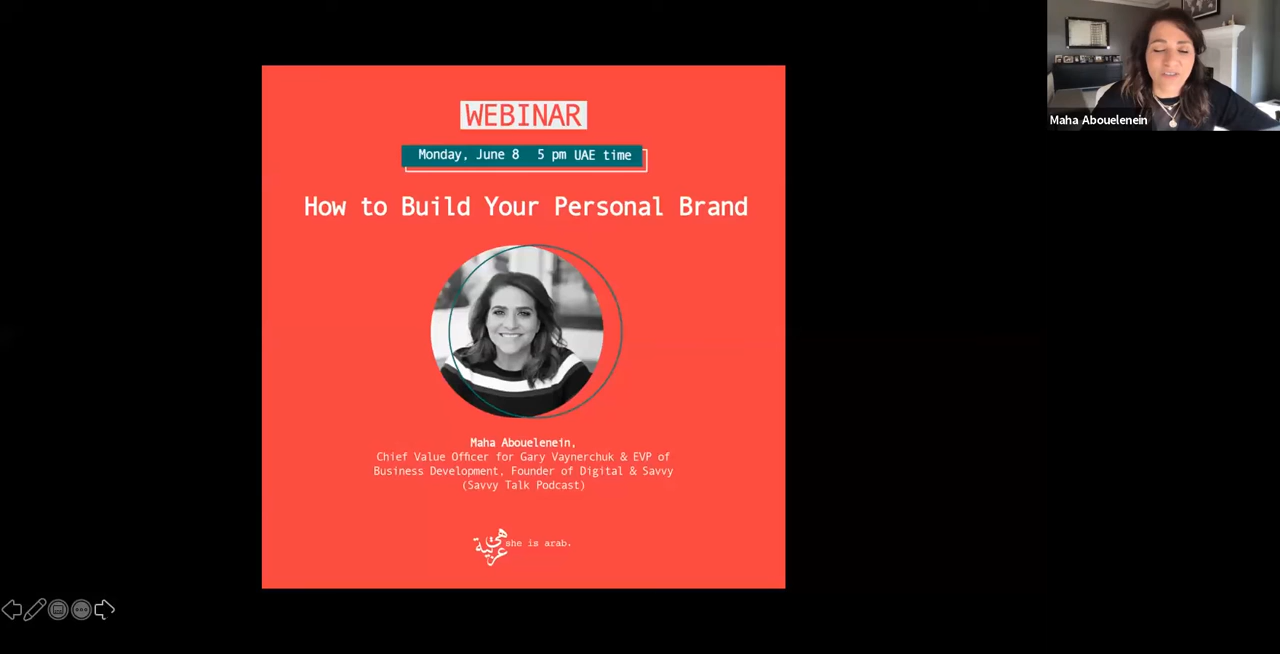 WEBINAR
Monday, June 8 5 pm UAE time
How to Build Your Personal Brand
Maha Abouelenein,
Chief Value Officer for Gary Vaynerchuk & EVP of
Business Development, Founder of Digital & Savvy
(Savvy Talk Podcast)
هي عربية
she is arab.
Maha Abouelenein